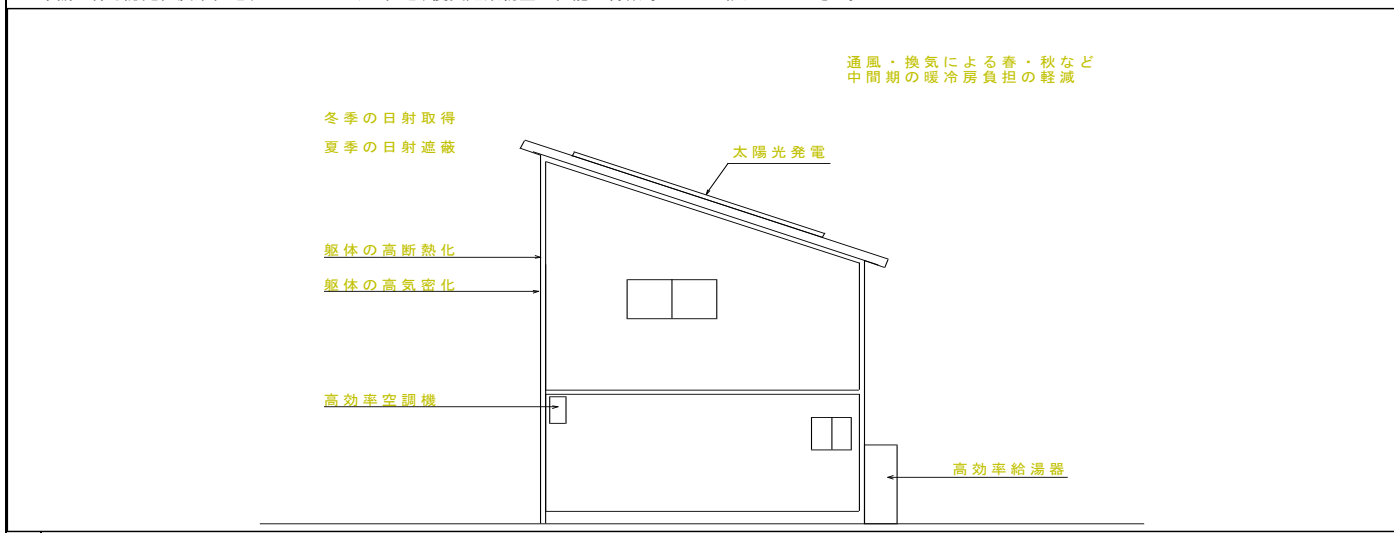 通風・換気による春・秋など
中間期の暖冷房負担の軽減
冬季の日射取得
夏季の日射遮蔽
太陽光発電
躯体の高断熱化
躯体の高気密化
高効率空調機
高効率給湯器